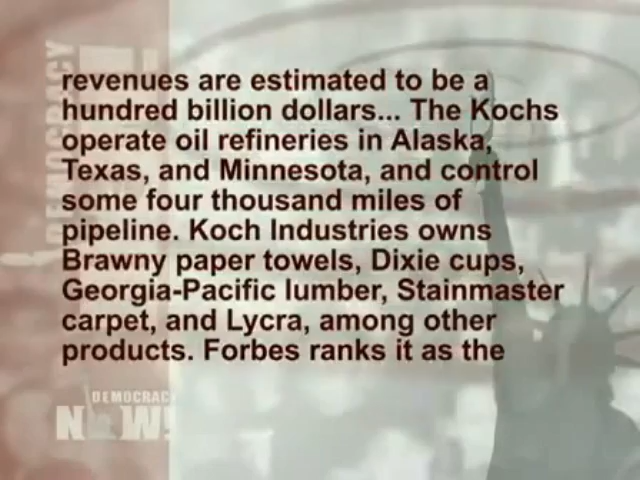 revenues are estimated to be a
hundred billion dollars... The Kochs
operate oil refineries in Alaska,
Texas, and Minnesota, and control
some four thousand miles of
pipeline. Koch Industries owns
Brawny paper towels, Dixie cups,
Georgia-Pacific lumber, Stainmaster
carpet, and Lycra, among other
products. Forbes ranks it as the
DEMOCRACY
DEMOCRACY
NOW!